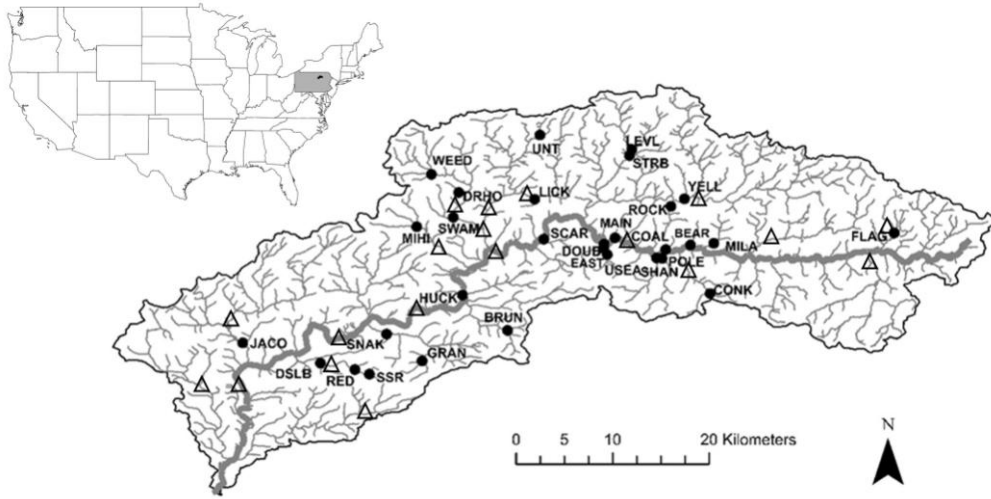 UNT
LEVL
STRB
WEED
DRHO
LICK
YELL
ROCK
SWAM
MIHI
SCAR
MAIN
COAL
BEAR
FLAG
DOUB
MILA
EAST
USEA
SHAN
POLE
HUCK
CONK
BRUN
JACO
SNAK
GRAN
DSLB
RED
SSR
N
0 5 10 20 Kilometers